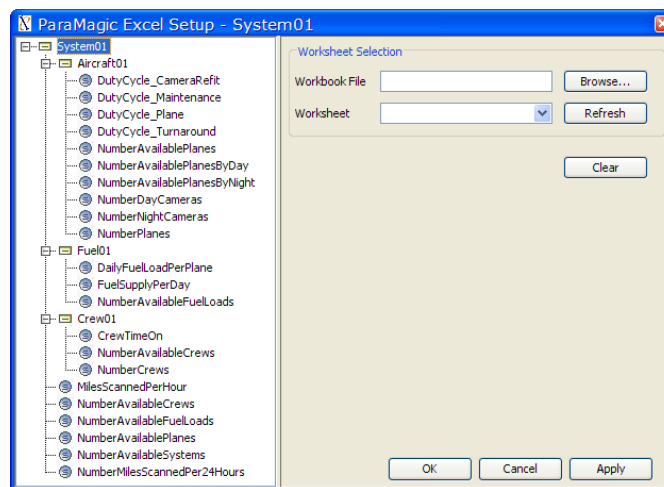 ParaMagic Excel Setup - System01
System01
Aircraft01
DutyCycle_CameraRefit
DutyCycle_Maintenance
DutyCycle_Plane
DutyCycle_Turnaround
NumberAvailablePlanes
NumberAvailablePlanesByDay
NumberAvailablePlanesByNight
NumberDayCameras
NumberNightCameras
NumberPlanes
Fuel01
DailyFuelLoadPerPlane
FuelSupplyPerDay
NumberAvailableFuelLoads
Crew01
CrewTimeOn
NumberAvailableCrews
NumberCrews
MilesScannedPerHour
NumberAvailableCrews
NumberAvailableFuelLoads
NumberAvailablePlanes
NumberAvailableSystems
NumberMilesScannedPer24Hours
Worksheet Selection
Workbook File
Browse...
Worksheet
Refresh
Clear
OK
Cancel
Apply